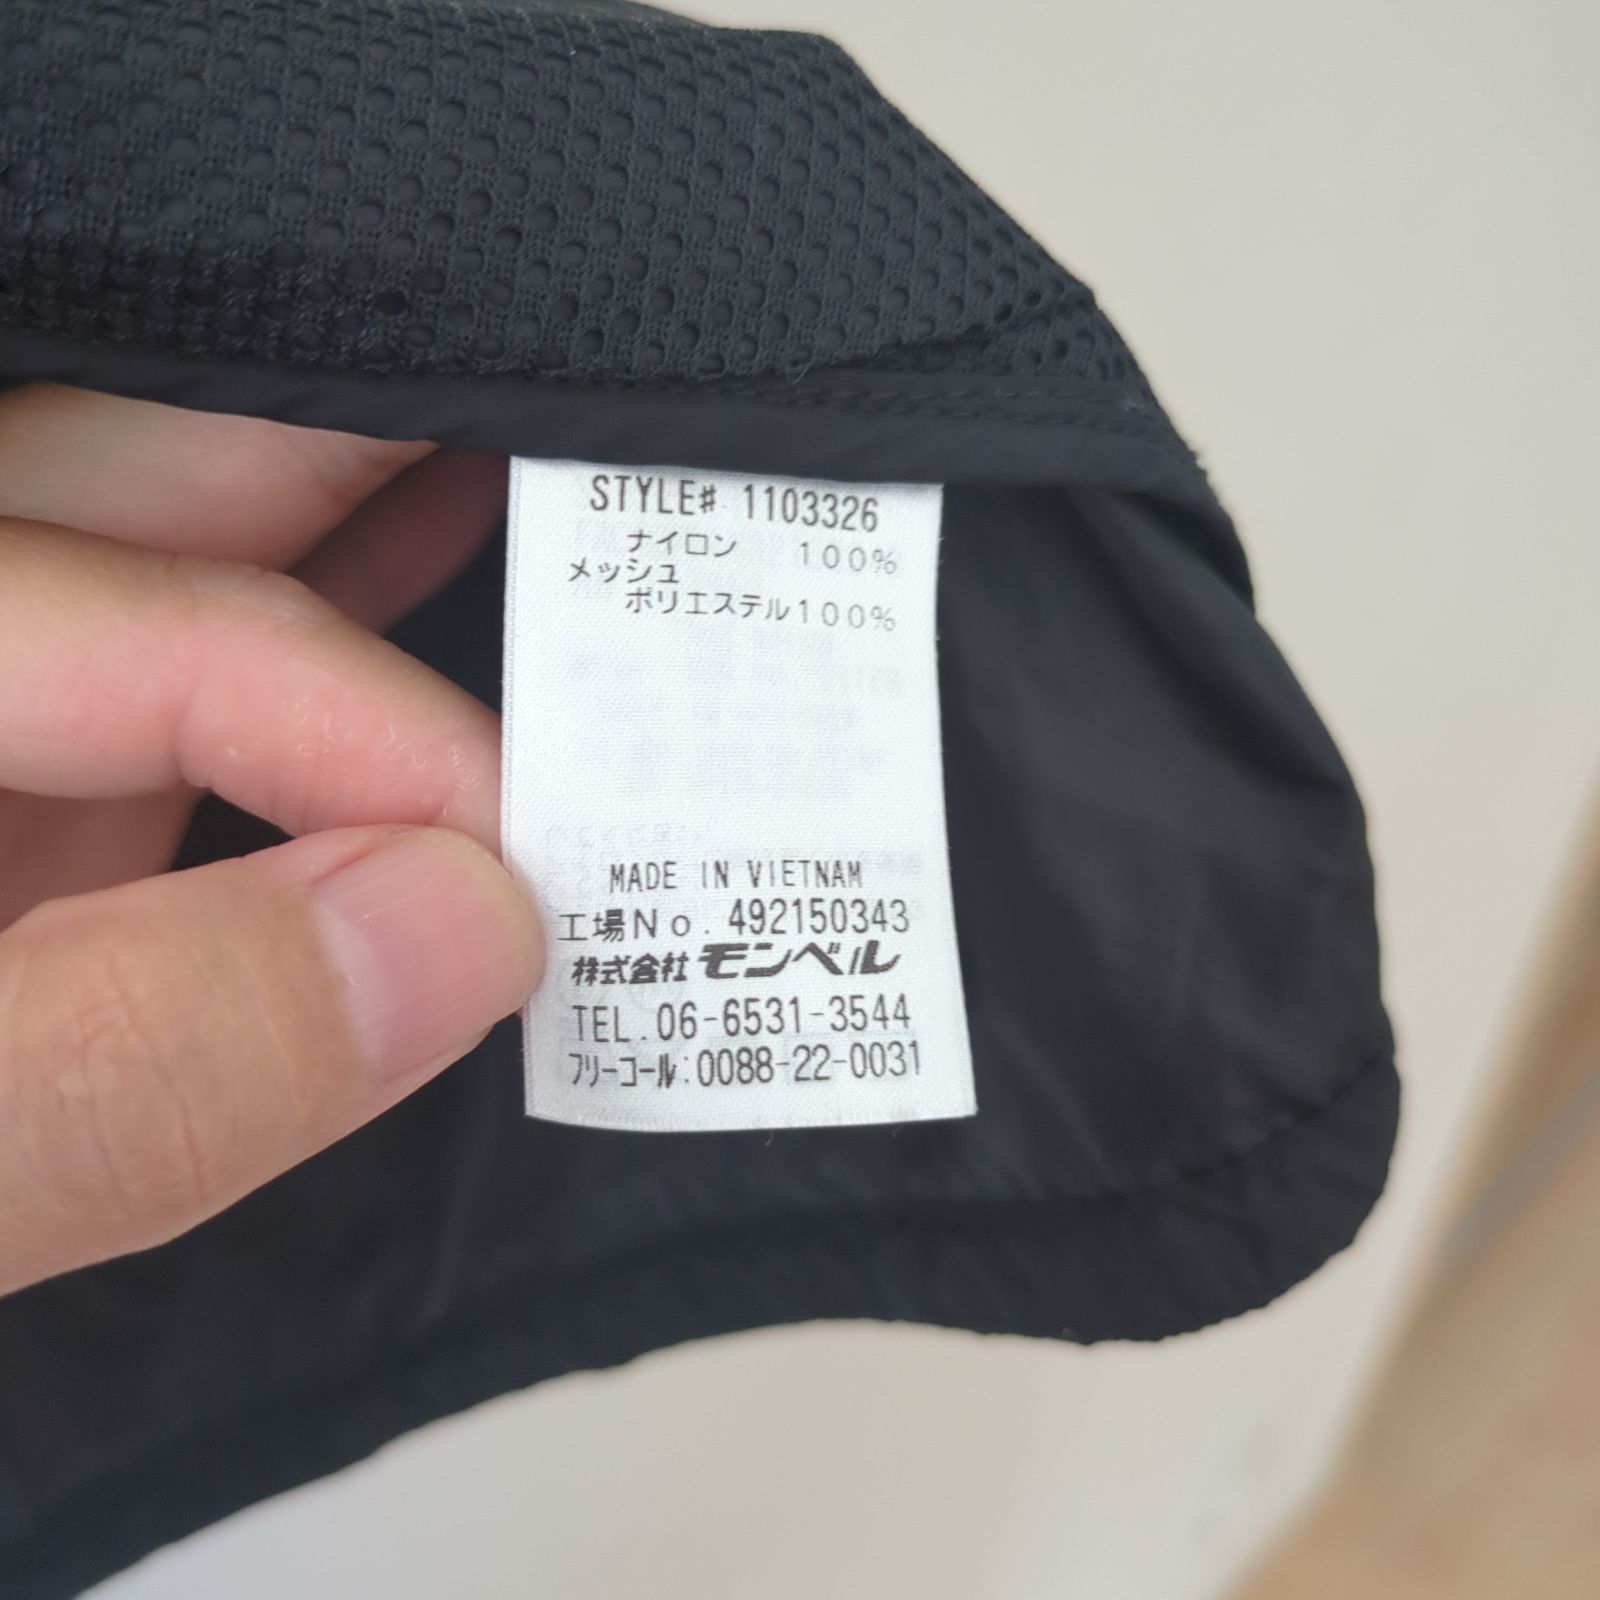 STYLE# 1103326
ナイロン 100%
メッシュ
ポリエステル100%
MADE IN VIETNAM
工場No. 492150343
株式会社 モンベル
TEL.06-6531-3544
フリーコール:0088-22-0031